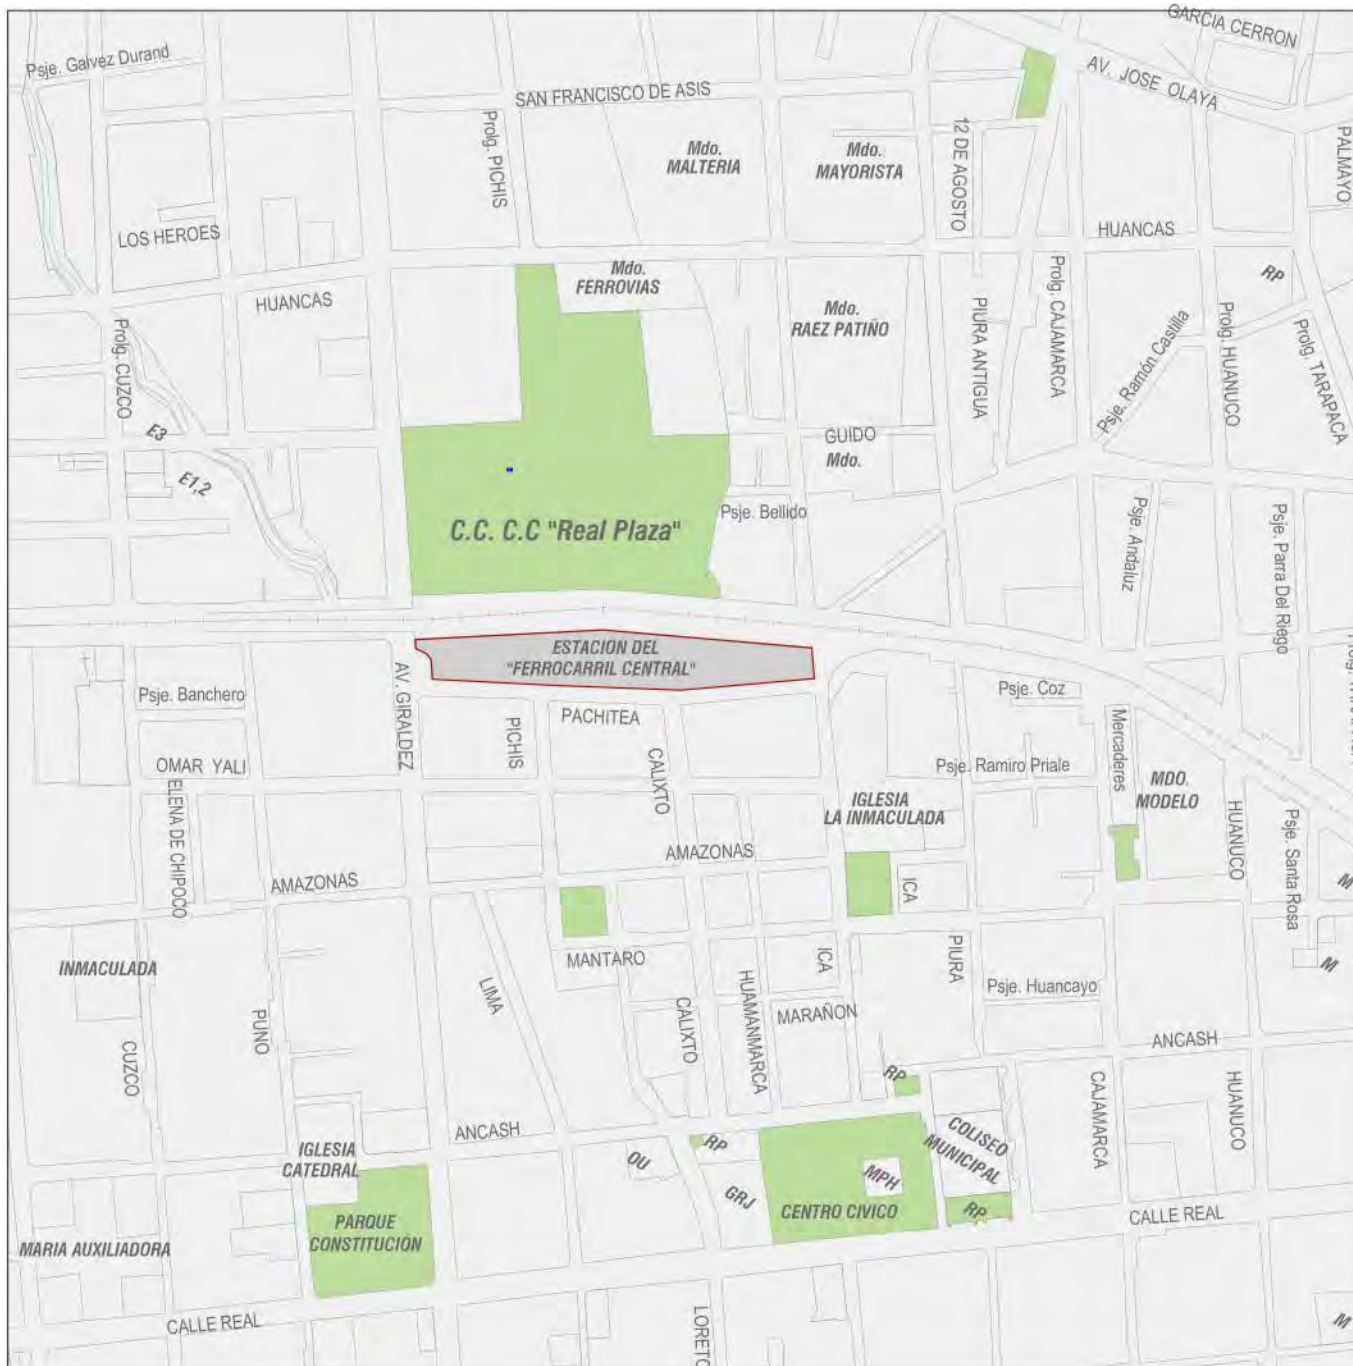 GARCIA CERRON
Psje. Galvez Durand
AV. JOSE OLAYA
SAN FRANCISCO DE ASIS
Prolg. PICHIS
12 DE AGOSTO
PALMAYO
Mdo.
MALTERIA
Mdo.
MAYORISTA
LOS HEROES
HUANCAS
Mdo.
FERROVIAS
Prolg. CAJAMARCA
RP
HUANCAS
Mdo.
RAEZ PATIÑO
PIURA ANTIGUA
Psje. Ramón Castilla
Prolg. HUANUCO
Prolg. TARAPACA
Prolg. CUZCO
E3
GUIDO
Mdo.
E1,2
C.C. C.C "Real Plaza"
Psje. Bellido
Psje. Andaluz
Psje. Parra Del Riego
ESTACION DEL
"FERROCARRIL CENTRAL"
Psje. Banchero
AV. GIRALDEZ
PICHIS
PACHITEA
CALIXTO
Psje. Coz
Mercaderes
Prolg.
OMAR YALI
ELENA DE CHIPOCO
Psje. Ramiro Priale
MDO.
MODELO
IGLESIA
LA INMACULADA
HUANUCO
Psje. Santa Rosa
AMAZONAS
AMAZONAS
ICA
M
INMACULADA
MANTARO
ICA
PIURA
M
LIMA
CALIXTO
HUAMANMARCA
Psje. Huancayo
PUNO
MARAÑON
CUZCO
ANCASH
RP
CAJAMARCA
HUANUCO
ANCASH
COLISEO
MUNICIPAL
IGLESIA
CATEDRAL
OU
RP
GRJ
MPH
CENTRO CIVICO
RP
CALLE REAL
PARQUE
CONSTITUCIÓN
MARIA AUXILIADORA
CALLE REAL
LORETO
M